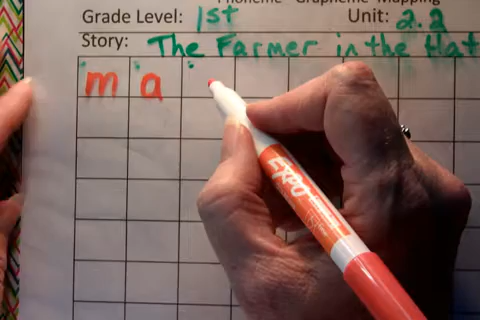 Phoneme - Grapheme Mapping
Grade Level: 1st Unit: 2.2
Story: The Farmer in the Hat
m a
EXPO